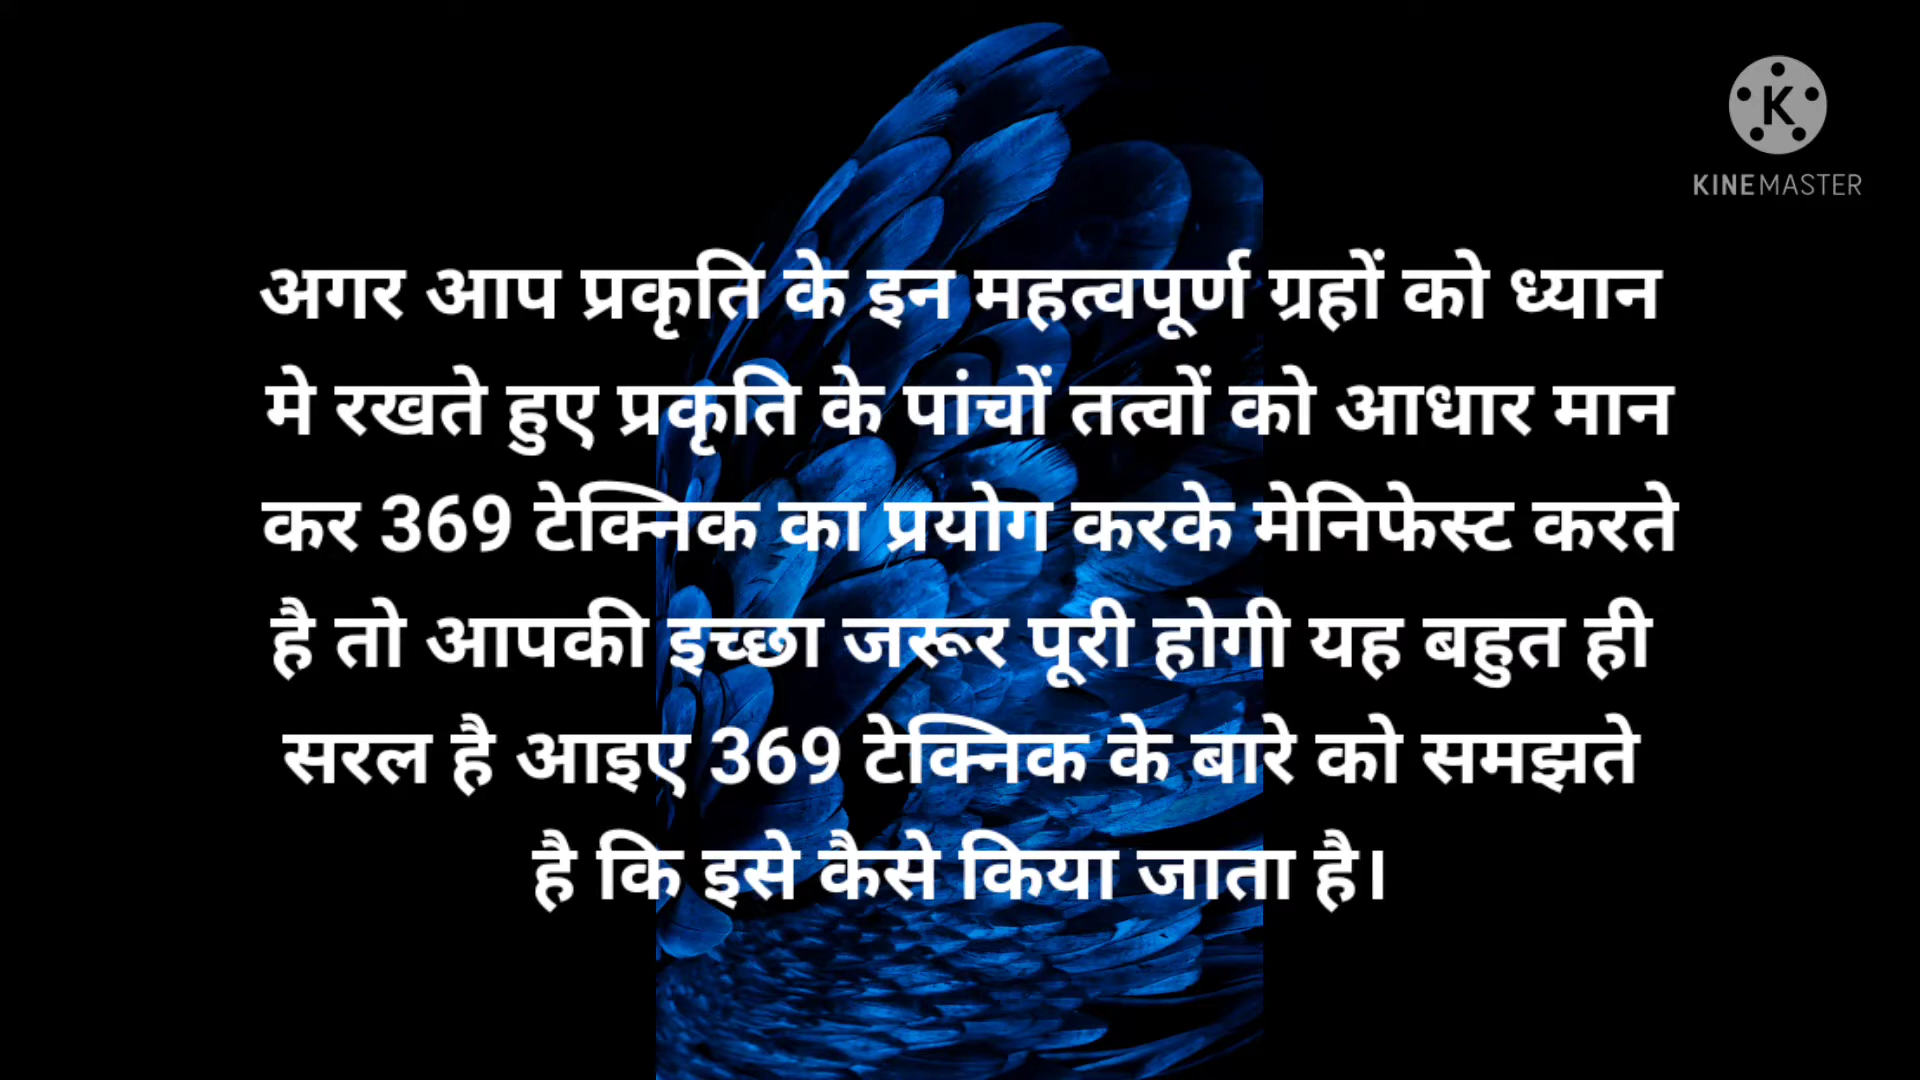 KINEMASTER
अगर आप प्रकृति के इन महत्वपूर्ण ग्रहों को ध्यान
मे रखते हुए प्रकृति के पांचों तत्वों को आधार मान
कर 369 टेक्निक का प्रयोग करके मेनिफेस्ट करते
है तो आपकी इच्छा जरूर पूरी होगी यह बहुत ही
सरल है आइए 369 टेक्निक के बारे को समझते
है कि इसे कैसे किया जाता है।